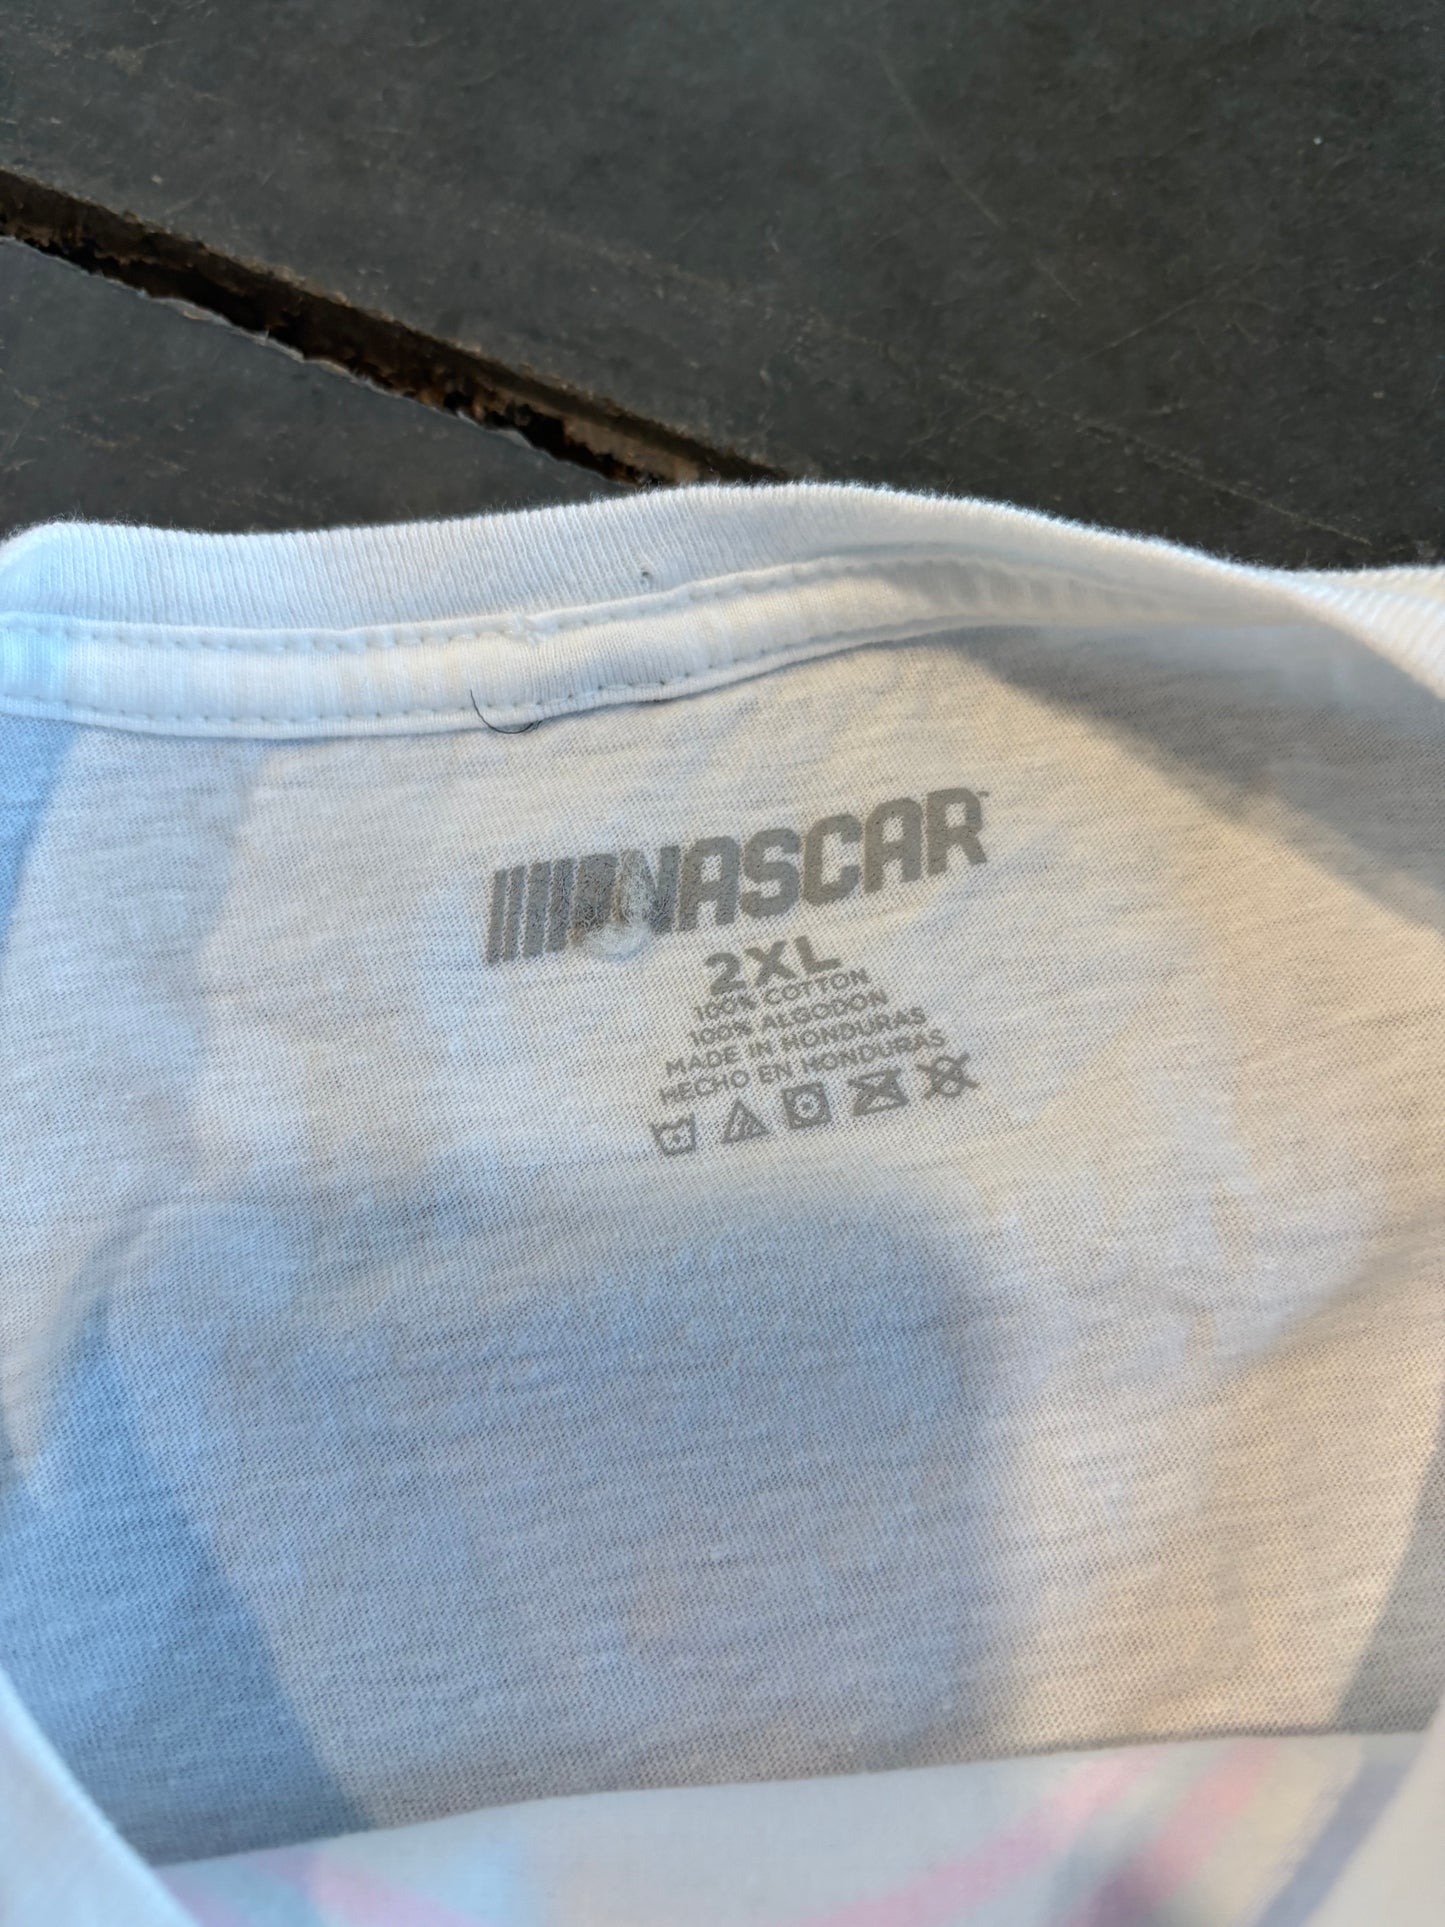 NASCAR
2XL
100% COTTON
100% ALGODON
MADE IN HONDURAS
HECHO EN HONDURAS